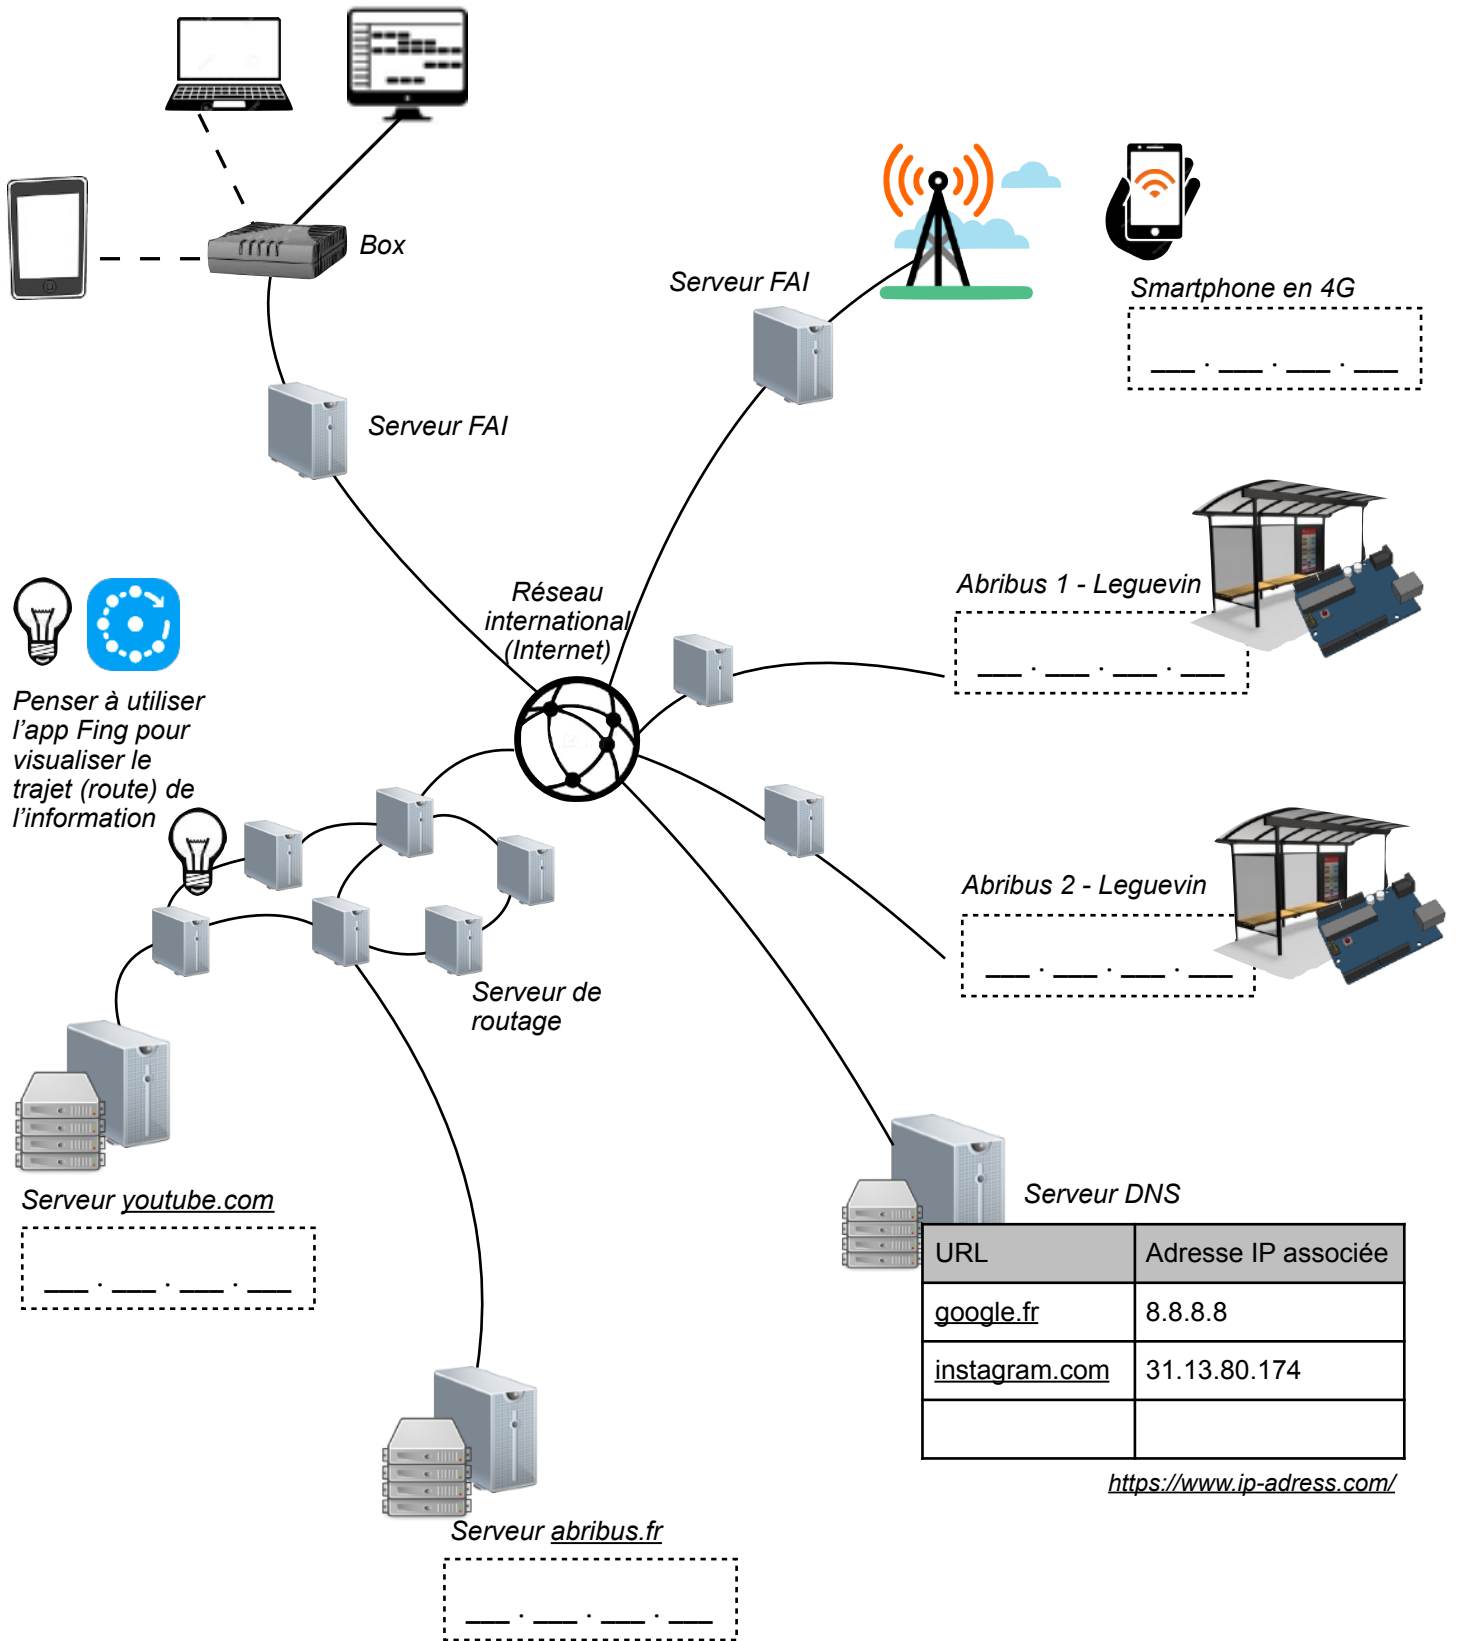 Box
Serveur FAI
Smartphone en 4G
___ . ___ . ___ . ___
Serveur FAI
Abribus 1 - Leguevin
___ . ___ . ___ . ___
Réseau
international
(Internet)
Penser à utiliser
l'app Fing pour
visualiser le
trajet (route) de
l'information
Abribus 2 - Leguevin
___ . ___ . ___ . ___
Serveur de
routage
Serveur youtube.com
___ . ___ . ___ . ___
Serveur DNS
URL Adresse IP associée
google.fr 8.8.8.8
instagram.com 31.13.80.174
https://www.ip-adress.com/
Serveur abribus.fr
___ . ___ . ___ . ___